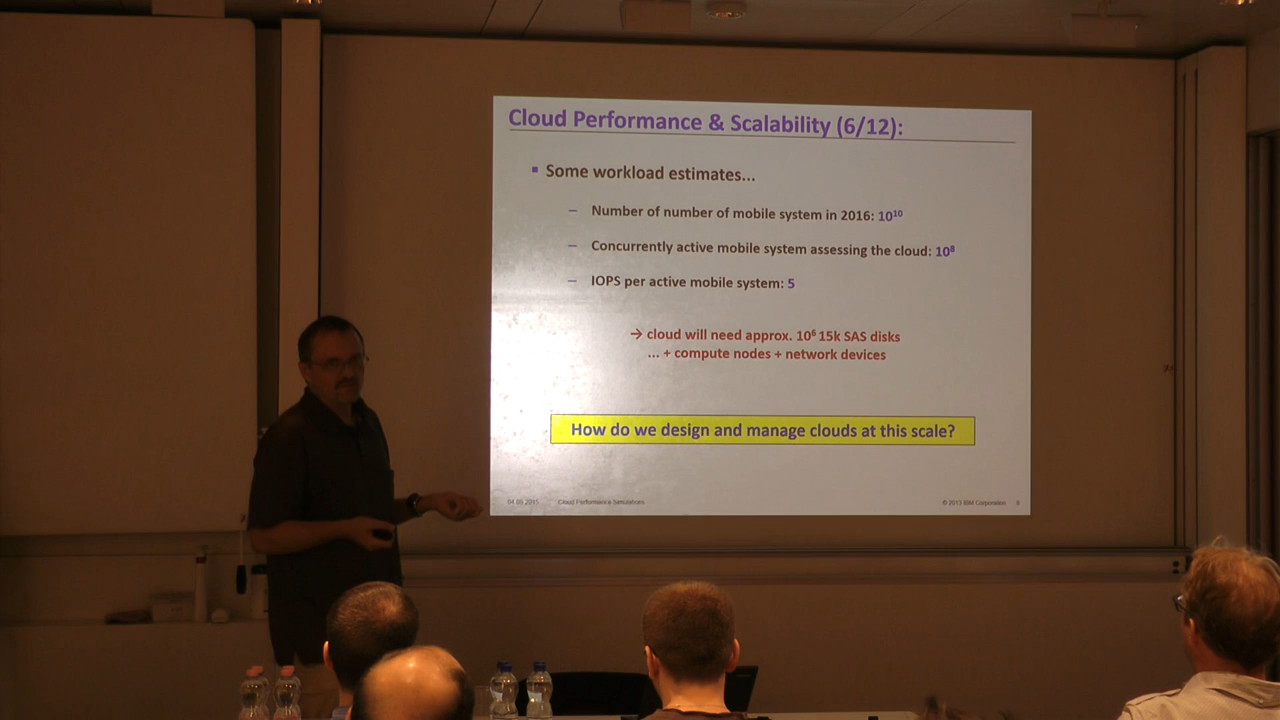 Cloud Performance & Scalability (6/12):
▪ Some workload estimates...
– Number of number of mobile system in 2016: 10¹⁰
– Concurrently active mobile system assessing the cloud: 10⁸
– IOPS per active mobile system: 5
→ cloud will need approx. 10⁶ 15k SAS disks
... + compute nodes + network devices
How do we design and manage clouds at this scale?
04.09.2015 Cloud Performance Simulations © 2013 IBM Corporation